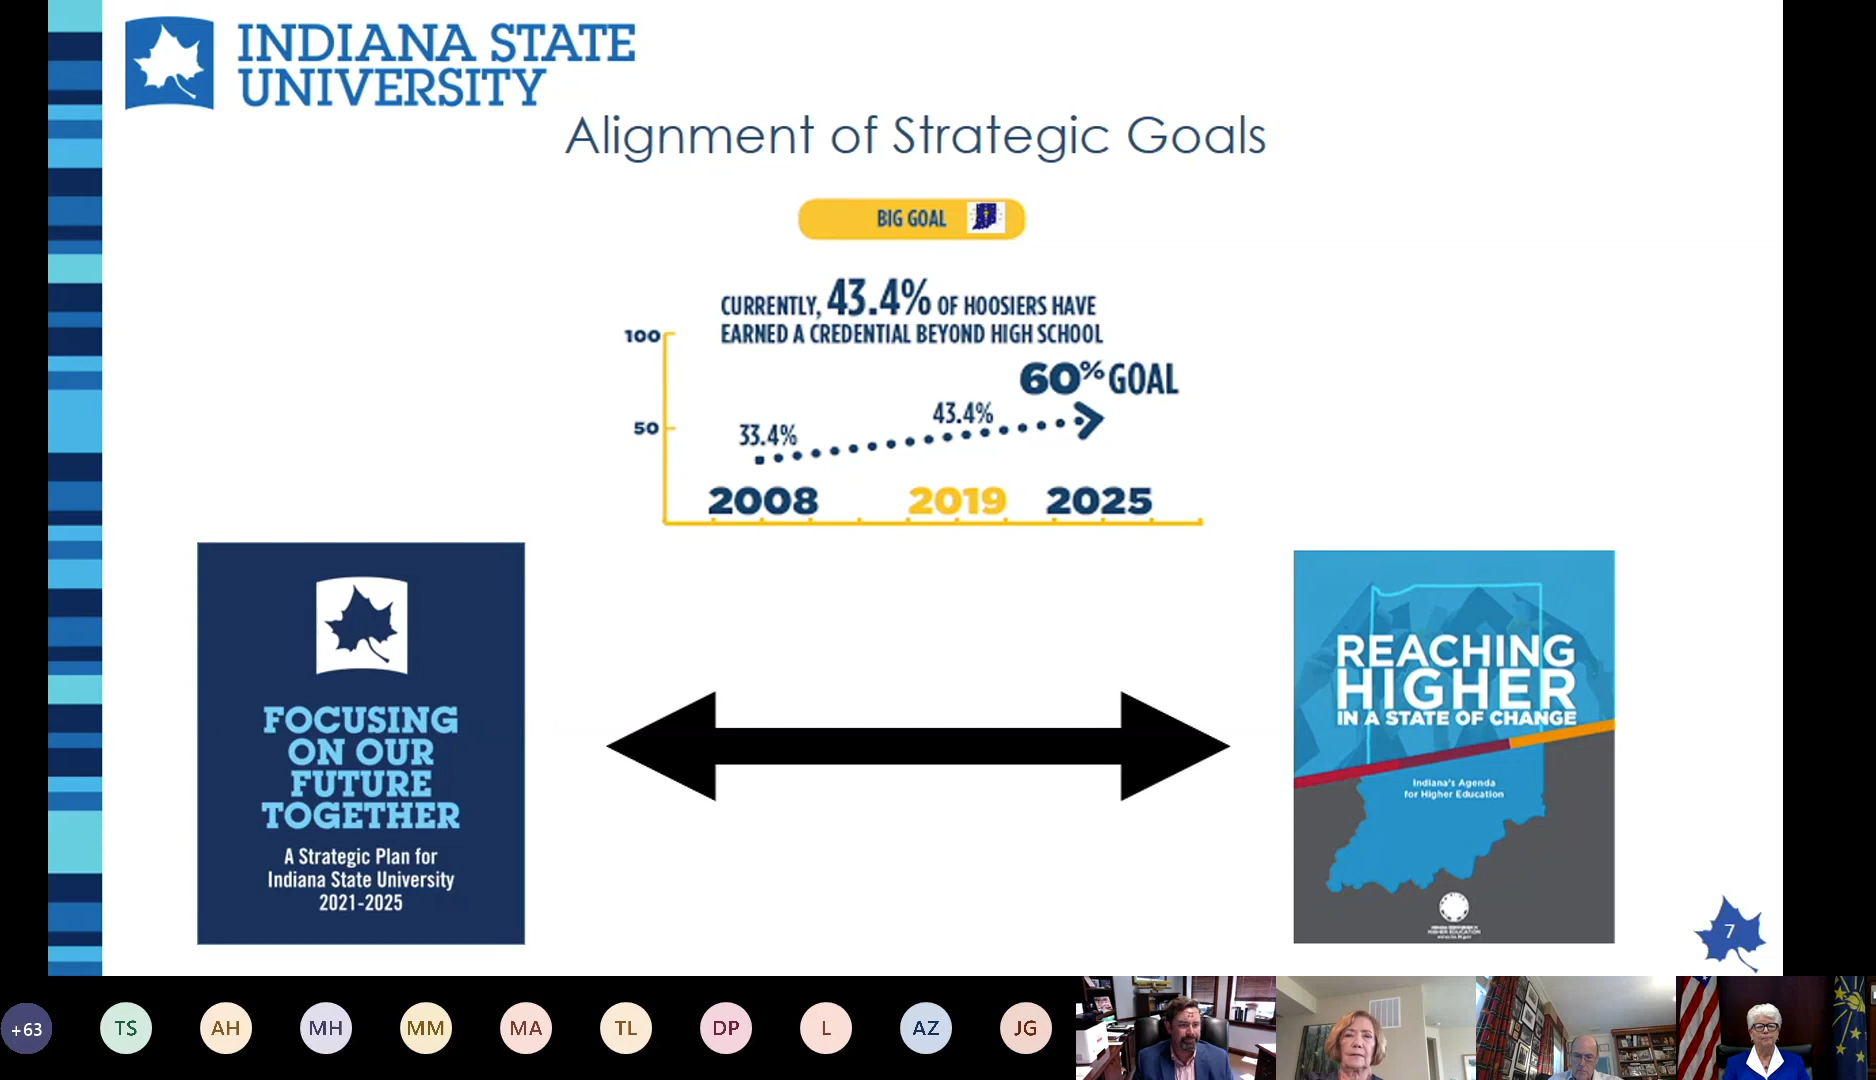 INDIANA STATE
UNIVERSITY
Alignment of Strategic Goals
BIG GOAL
CURRENTLY, 43.4% OF HOOSIERS HAVE
EARNED A CREDENTIAL BEYOND HIGH SCHOOL
100
60% GOAL
43.4%
50
33.4%
2008 2019 2025
FOCUSING
ON OUR
FUTURE
TOGETHER
A Strategic Plan for
Indiana State University
2021-2025
REACHING
HIGHER
IN A STATE OF CHANGE
Indiana's Agenda
for Higher Education
7
+63 TS AH MH MM MA TL DP L AZ JG